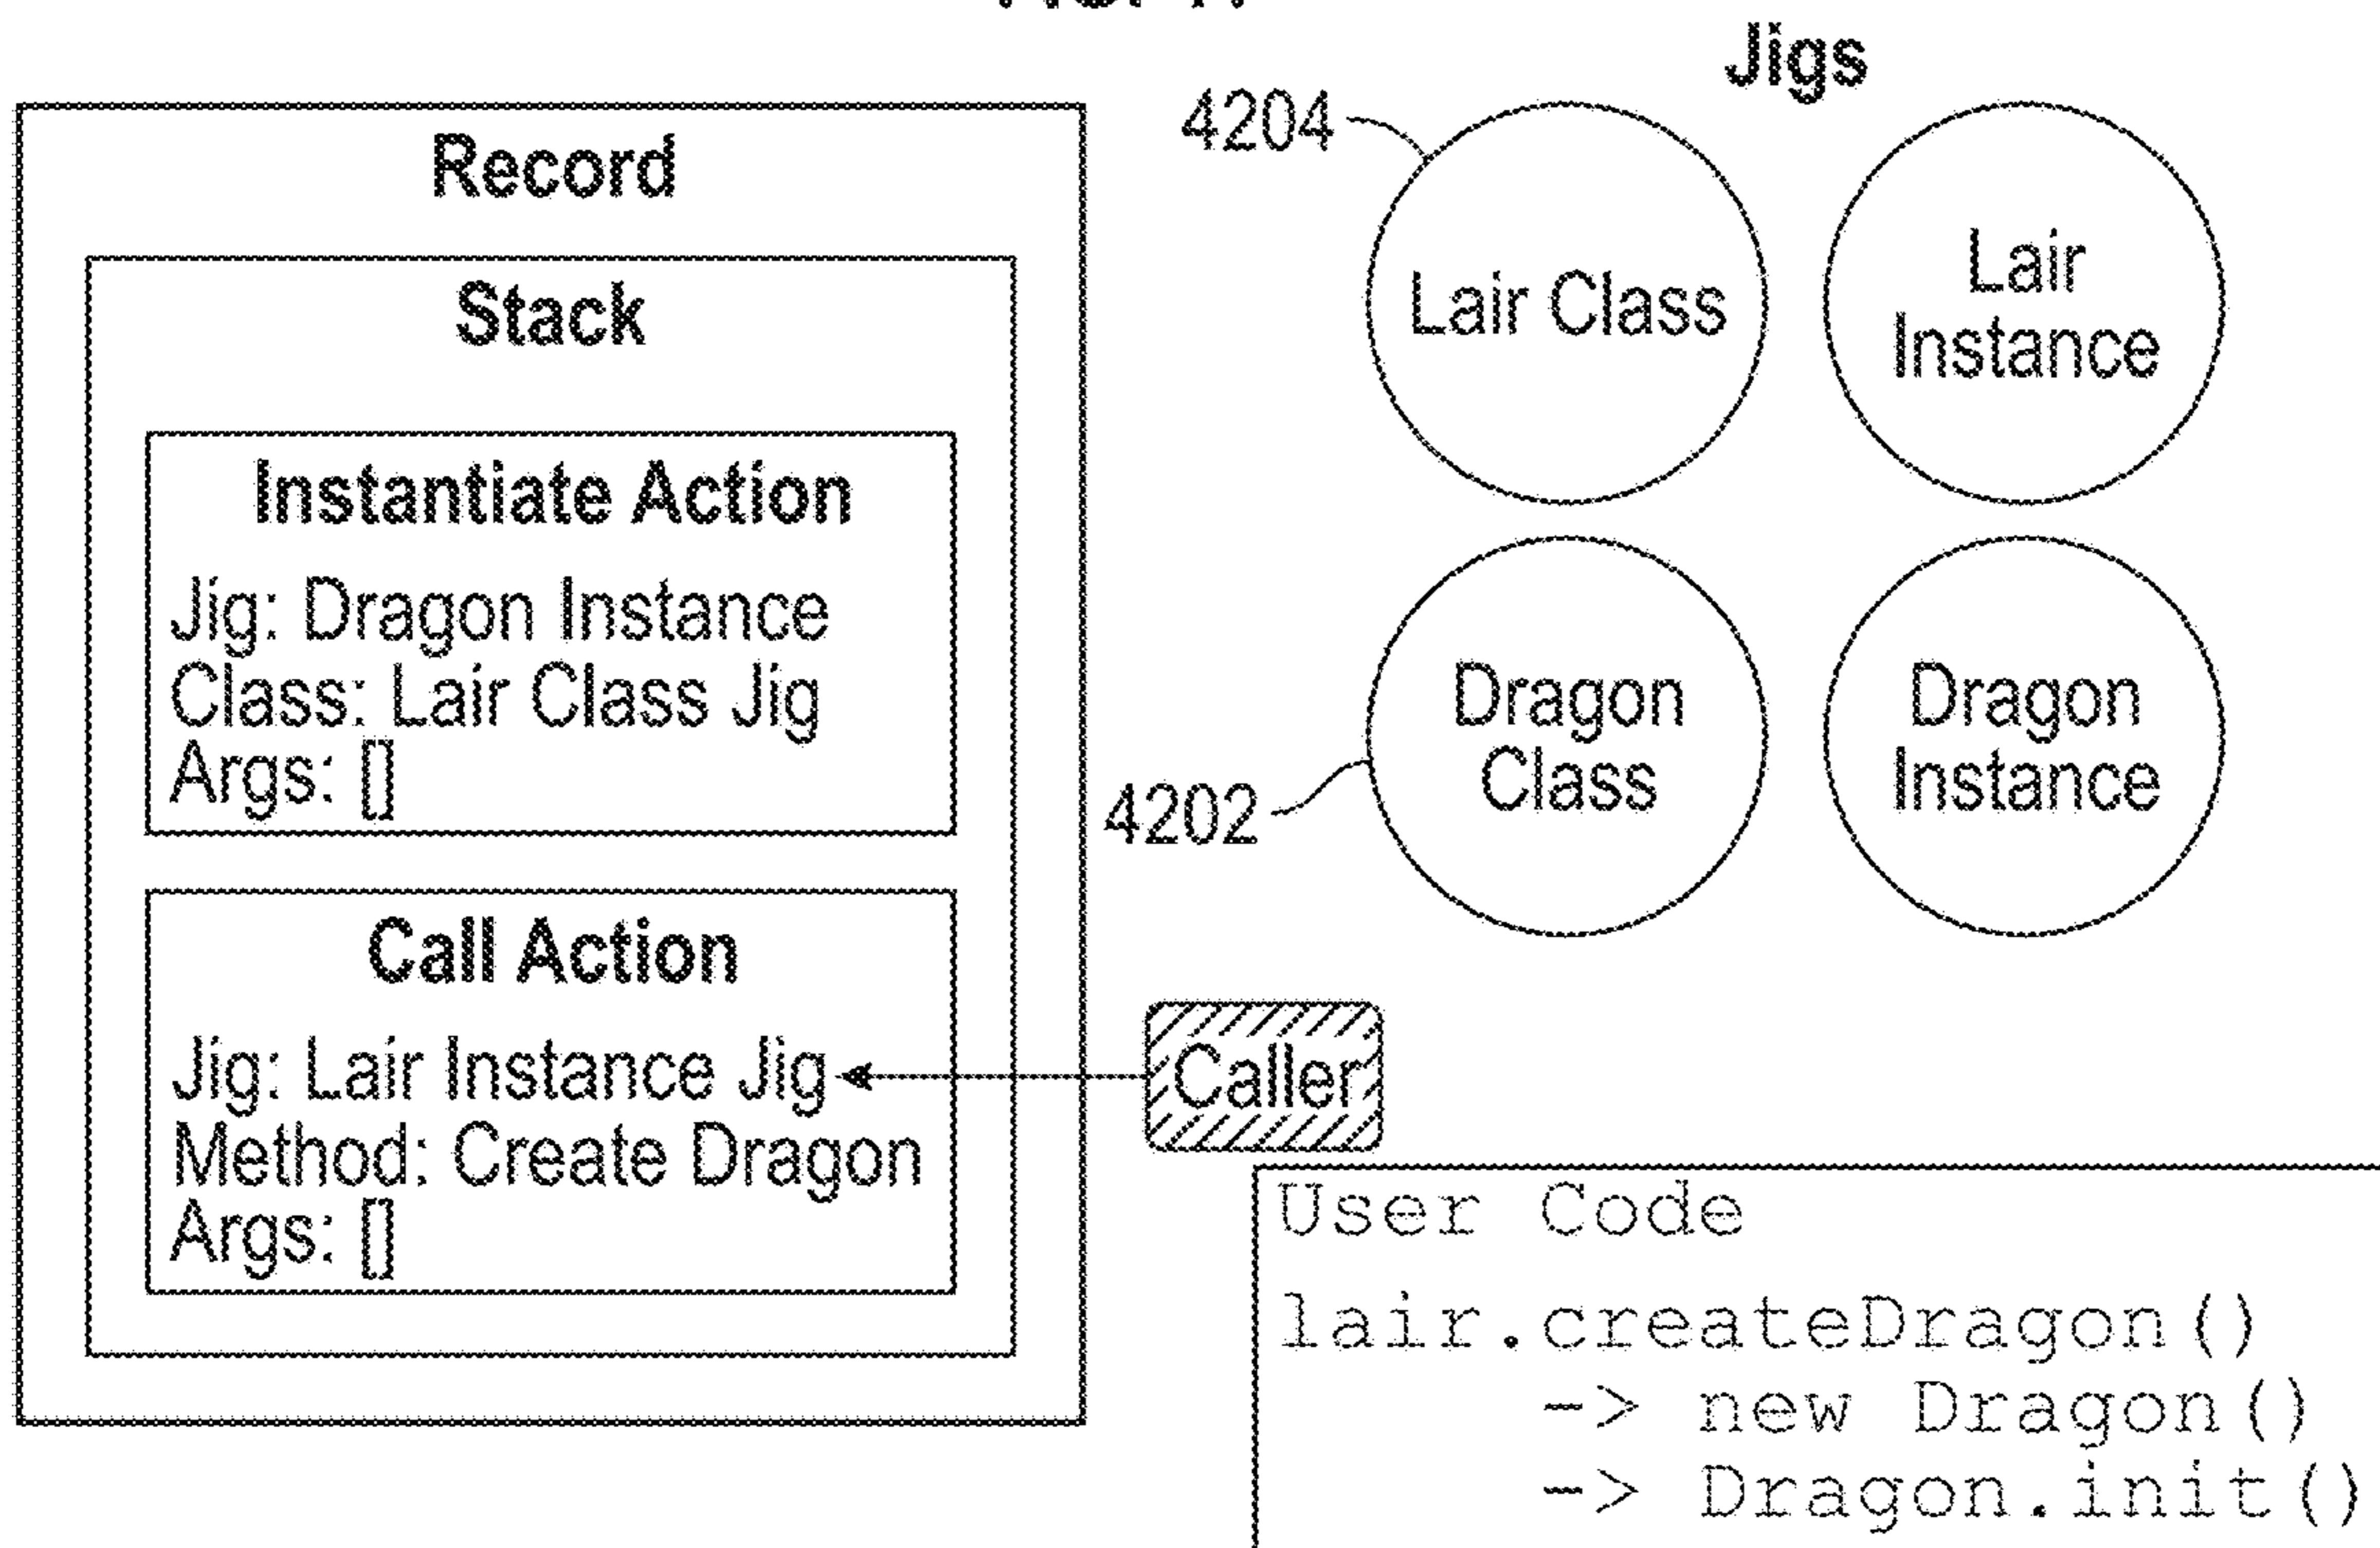 Record
Stack
Instantiate Action
Jig: Dragon Instance
Class: Lair Class Jig
Args: []
Call Action
Jig: Lair Instance Jig
Method: Create Dragon
Args: []
Jigs
4204
Lair Class
Lair
Instance
4202
Dragon
Class
Dragon
Instance
Caller
User Code
lair.createDragon()
-> new Dragon()
-> Dragon.init()